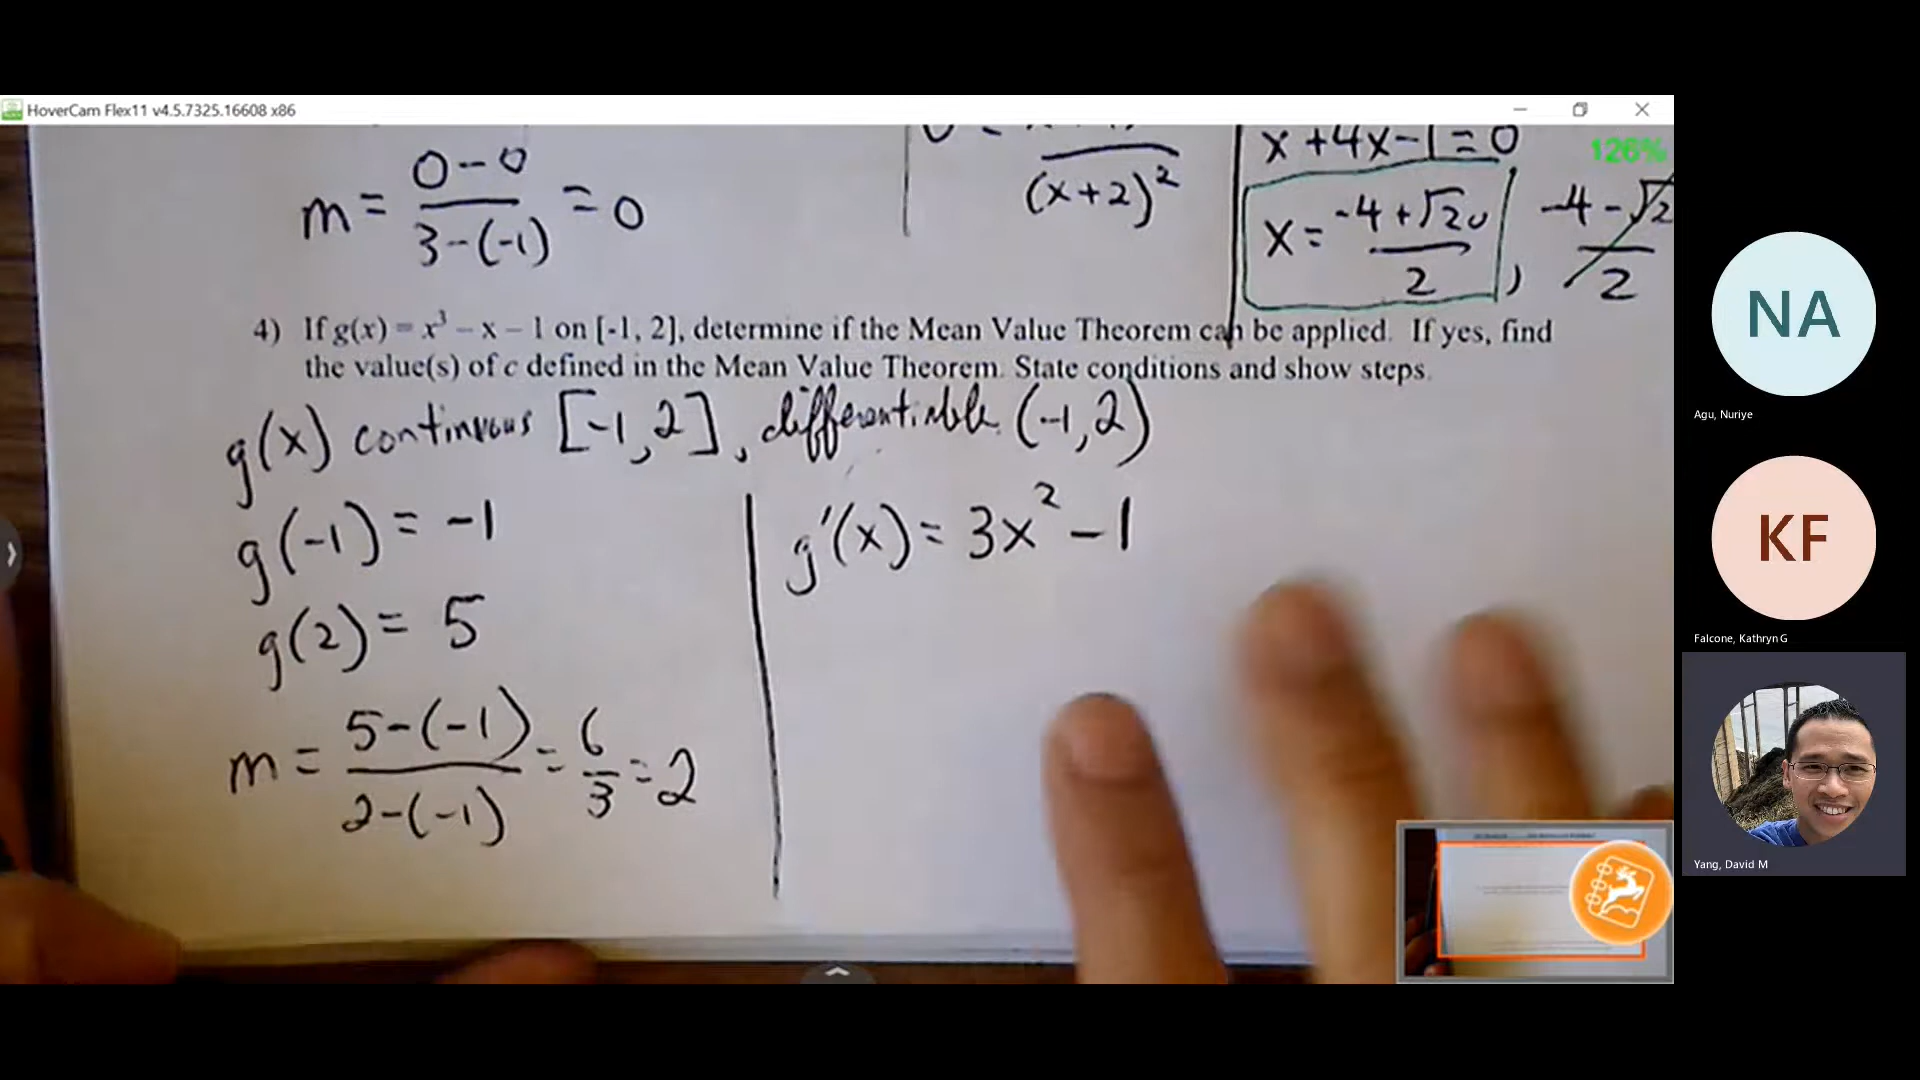 HoverCam Flex11 v4.5.7325.16608 x86
126%
m = 0-0 / 3-(-1) = 0
(x+2)²
x +4x-1=0
x = -4+√20 / 2 , -4-√2 / 2
4) If g(x) = x³ – x – 1 on [-1, 2], determine if the Mean Value Theorem can be applied. If yes, find
the value(s) of c defined in the Mean Value Theorem. State conditions and show steps.
g(x) continuous [-1,2], differentiable (-1,2)
g(-1) = -1
g(2) = 5
m = 5-(-1) / 2-(-1) = 6/3 = 2
g'(x) = 3x² - 1
NA
Agu, Nuriye
KF
Falcone, Kathryn G
Yang, David M